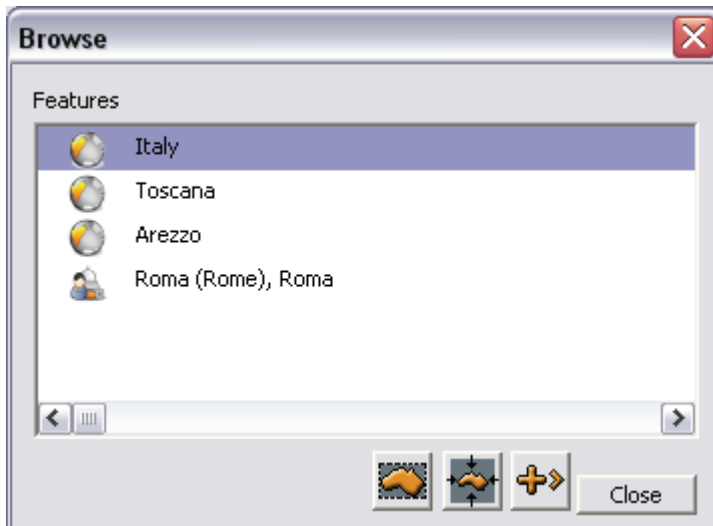 Browse
Features
Italy
Toscana
Arezzo
Roma (Rome), Roma
Close